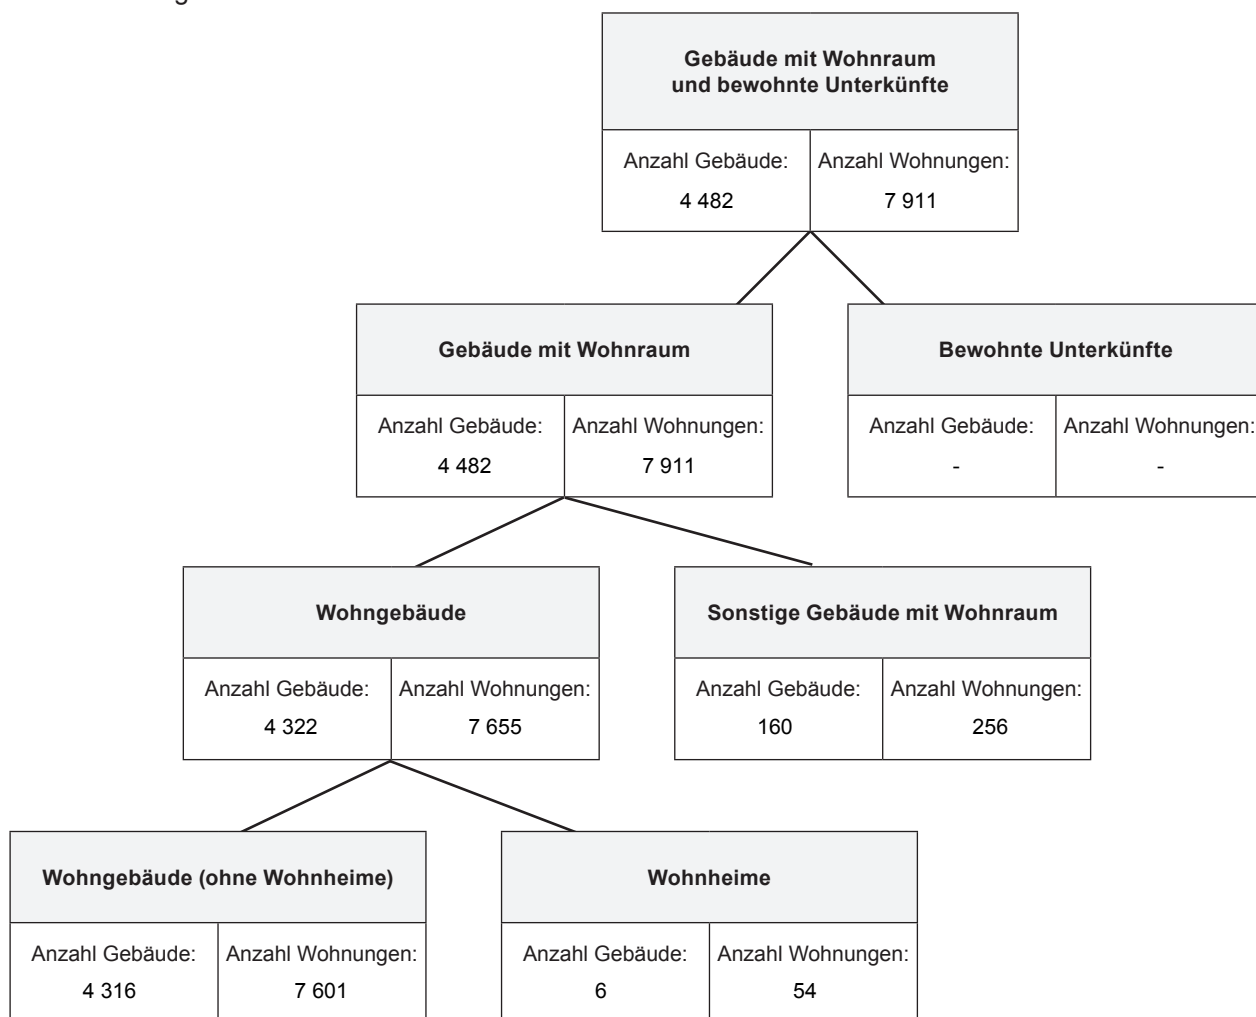 Gebäude mit Wohnraum
und bewohnte Unterkünfte
Anzahl Gebäude: Anzahl Wohnungen:
4 482 7 911
Gebäude mit Wohnraum
Anzahl Gebäude: Anzahl Wohnungen:
4 482 7 911
Bewohnte Unterkünfte
Anzahl Gebäude: Anzahl Wohnungen:
- -
Wohngebäude
Anzahl Gebäude: Anzahl Wohnungen:
4 322 7 655
Sonstige Gebäude mit Wohnraum
Anzahl Gebäude: Anzahl Wohnungen:
160 256
Wohngebäude (ohne Wohnheime)
Anzahl Gebäude: Anzahl Wohnungen:
4 316 7 601
Wohnheime
Anzahl Gebäude: Anzahl Wohnungen:
6 54